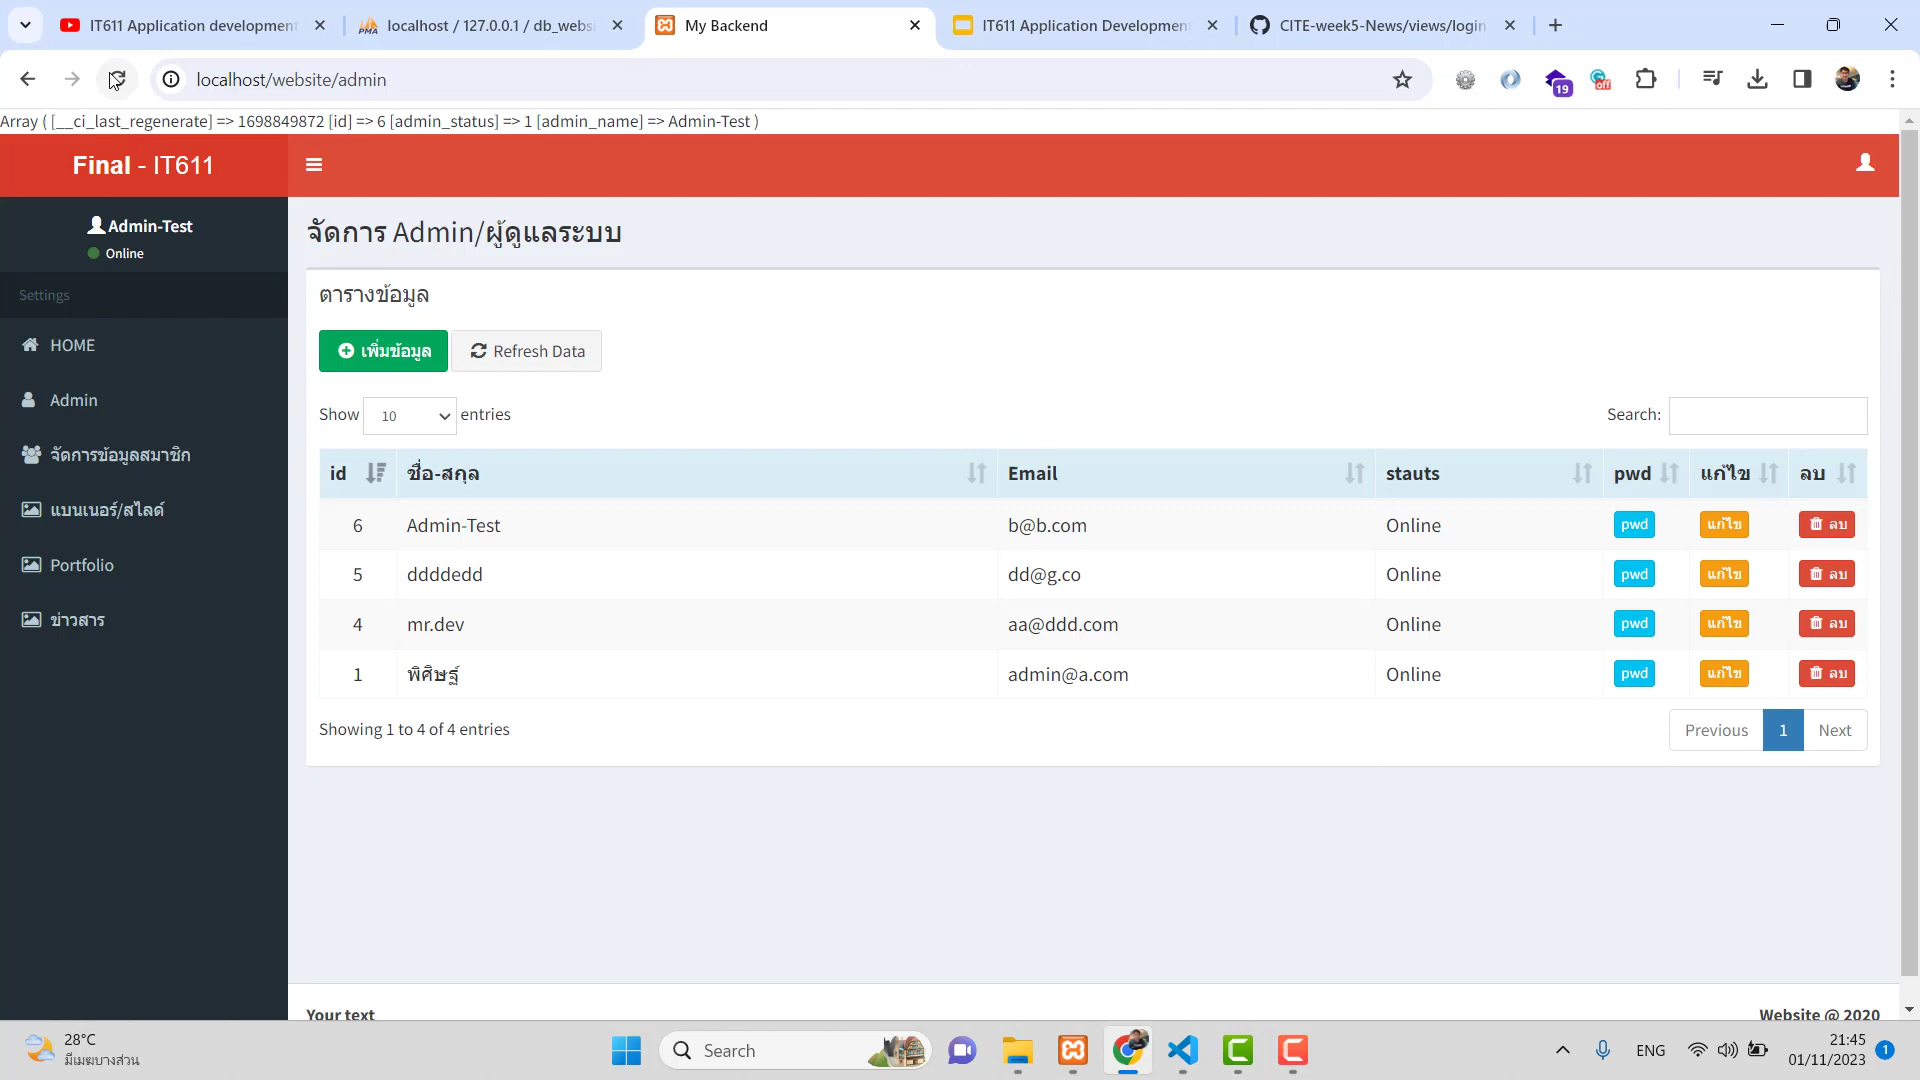 IT611 Application development
localhost / 127.0.0.1 / db_webs
My Backend
IT611 Application Development
CITE-week5-News/views/login
localhost/website/admin
19
off
Array ( [__ci_last_regenerate] => 1698849872 [id] => 6 [admin_status] => 1 [admin_name] => Admin-Test )
Final - IT611
Admin-Test
Online
Settings
HOME
Admin
จัดการข้อมูลสมาชิก
แบนเนอร์/สไลด์
Portfolio
ข่าวสาร
จัดการ Admin/ผู้ดูแลระบบ
ตารางข้อมูล
เพิ่มข้อมูล Refresh Data
Show 10 entries
Search:
id ชื่อ-สกุล Email stauts pwd แก้ไข ลบ
6 Admin-Test b@b.com Online pwd แก้ไข ลบ
5 ddddedd dd@g.co Online pwd แก้ไข ลบ
4 mr.dev aa@ddd.com Online pwd แก้ไข ลบ
1 พิศิษฐ์ admin@a.com Online pwd แก้ไข ลบ
Showing 1 to 4 of 4 entries
Previous 1 Next
Your text
Website @ 2020
28°C
มีเมฆบางส่วน
Search
ENG
21:45
01/11/2023
1